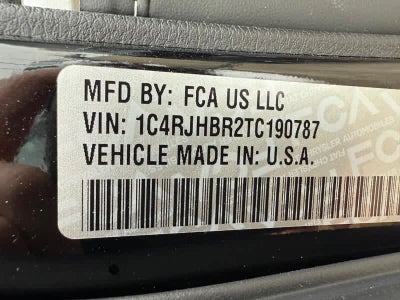 MFD BY: FCA US LLC
VIN: 1C4RJHBR2TC190787
VEHICLE MADE IN: U.S.A.